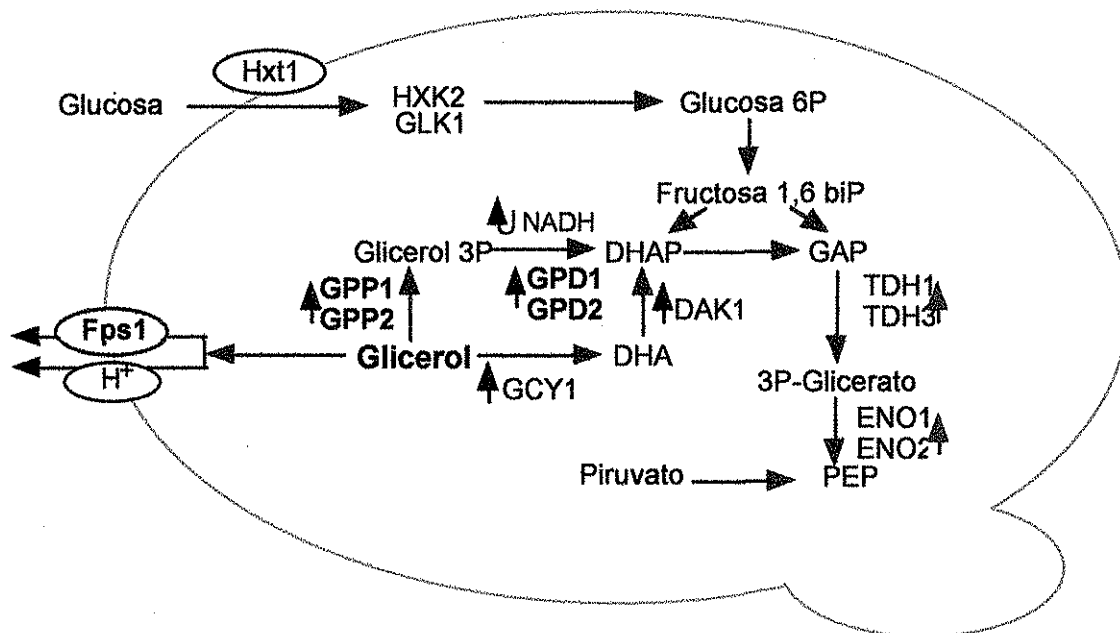 Hxt1
Glucosa
HXK2
GLK1
Glucosa 6P
Fructosa 1,6 biP
NADH
Glicerol 3P
DHAP
GAP
GPP1
GPP2
GPD1
GPD2
DAK1
TDH1
TDH3
Fps1
H+
Glicerol
DHA
GCY1
3P-Glicerato
ENO1
ENO2
Piruvato
PEP